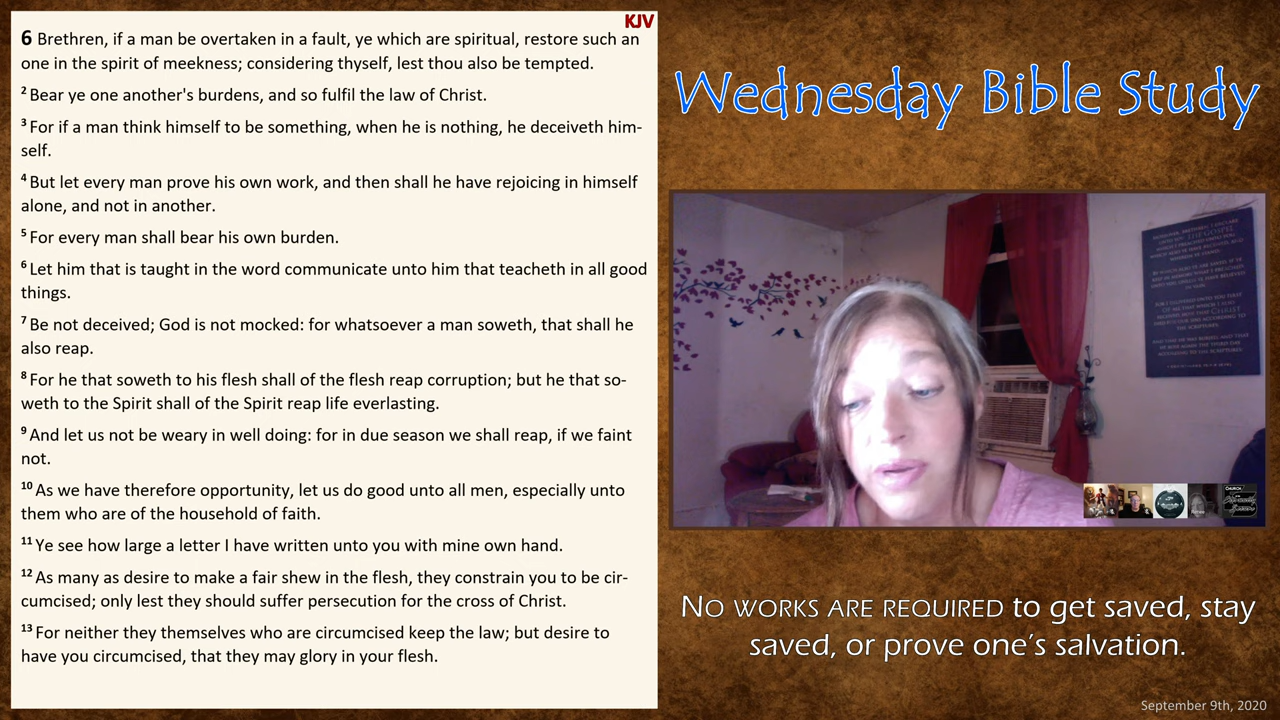 KJV
6 Brethren, if a man be overtaken in a fault, ye which are spiritual, restore such an
one in the spirit of meekness; considering thyself, lest thou also be tempted.
2 Bear ye one another's burdens, and so fulfil the law of Christ.
3 For if a man think himself to be something, when he is nothing, he deceiveth him-
self.
4 But let every man prove his own work, and then shall he have rejoicing in himself
alone, and not in another.
5 For every man shall bear his own burden.
6 Let him that is taught in the word communicate unto him that teacheth in all good
things.
7 Be not deceived; God is not mocked: for whatsoever a man soweth, that shall he
also reap.
8 For he that soweth to his flesh shall of the flesh reap corruption; but he that so-
weth to the Spirit shall of the Spirit reap life everlasting.
9 And let us not be weary in well doing: for in due season we shall reap, if we faint
not.
10 As we have therefore opportunity, let us do good unto all men, especially unto
them who are of the household of faith.
11 Ye see how large a letter I have written unto you with mine own hand.
12 As many as desire to make a fair shew in the flesh, they constrain you to be cir-
cumcised; only lest they should suffer persecution for the cross of Christ.
13 For neither they themselves who are circumcised keep the law; but desire to
have you circumcised, that they may glory in your flesh.
Wednesday Bible Study
THE GOSPEL
CHRIST
THE SCRIPTURES.
CHURCH
NO WORKS ARE REQUIRED to get saved, stay
saved, or prove one's salvation.
September 9th, 2020